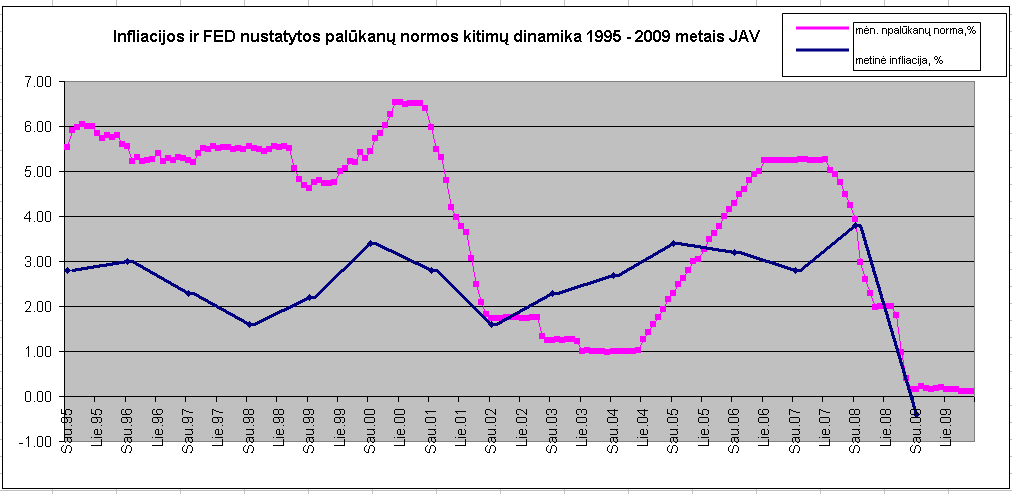 Infliacijos ir FED nustatytos palūkanų normos kitimų dinamika 1995 - 2009 metais JAV
mėn. npalūkanų norma,%
metinė infliacija, %
7.00
6.00
5.00
4.00
3.00
2.00
1.00
0.00
-1.00
Sau.95
Lie.95
Sau.96
Lie.96
Sau.97
Lie.97
Sau.98
Lie.98
Sau.99
Lie.99
Sau.00
Lie.00
Sau.01
Lie.01
Sau.02
Lie.02
Sau.03
Lie.03
Sau.04
Lie.04
Sau.05
Lie.05
Sau.06
Lie.06
Sau.07
Lie.07
Sau.08
Lie.08
Sau.09
Lie.09